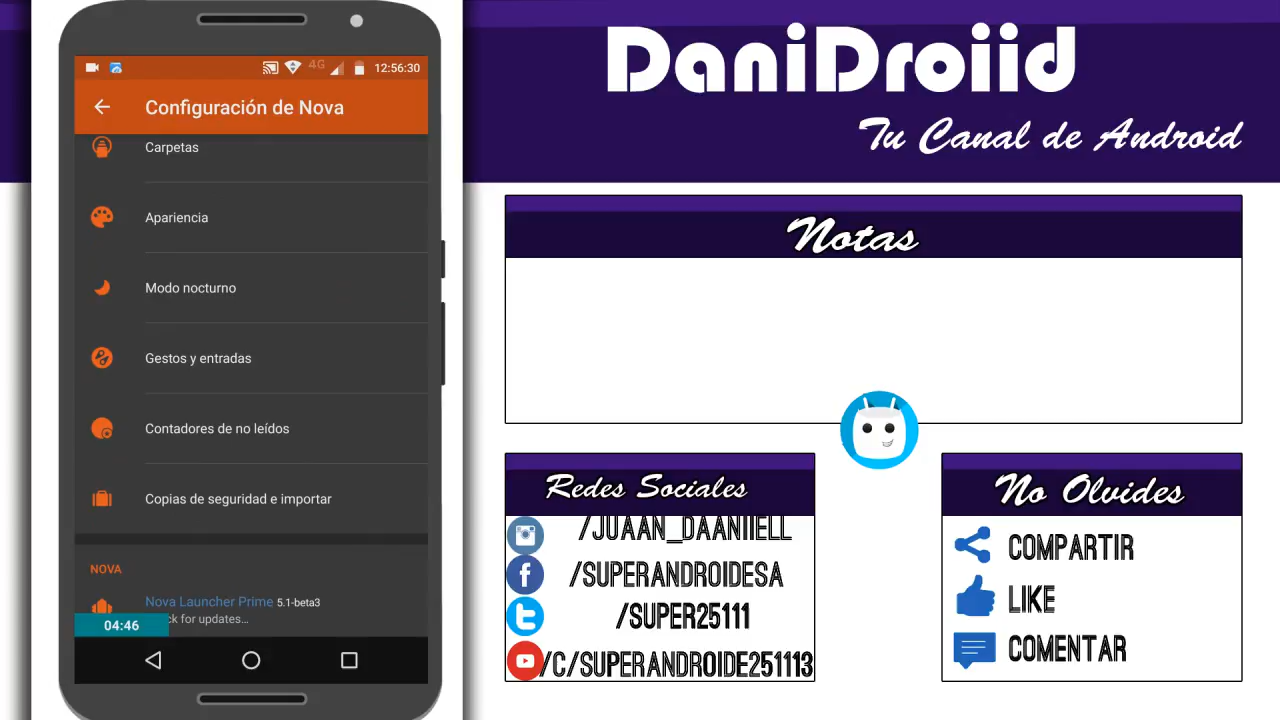 4G
12:56:30
Configuración de Nova
Carpetas
Apariencia
Modo nocturno
Gestos y entradas
Contadores de no leídos
Copias de seguridad e importar
NOVA
Nova Launcher Prime 5.1-beta3
ck for updates...
04:46
DaniDroiid
Tu Canal de Android
Notas
Redes Sociales
/JUAAN_DAANIIELL
/SUPERANDROIDESA
/SUPER25111
/C/SUPERANDROIDE251113
No Olvides
COMPARTIR
LIKE
COMENTAR